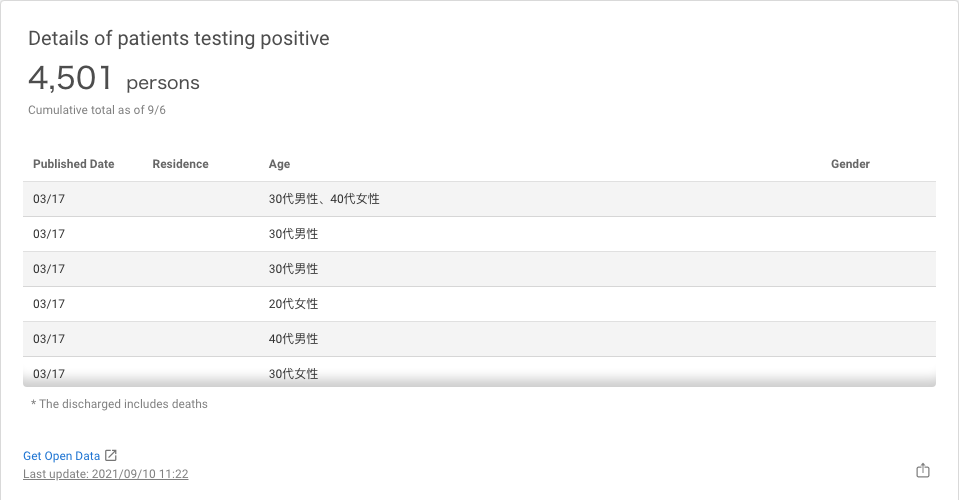 Details of patients testing positive
4,501 persons
Cumulative total as of 9/6
Published Date Residence Age Gender
03/17 30代男性、40代女性
03/17 30代男性
03/17 30代男性
03/17 20代女性
03/17 40代男性
03/17 30代女性
* The discharged includes deaths
Get Open Data
Last update: 2021/09/10 11:22